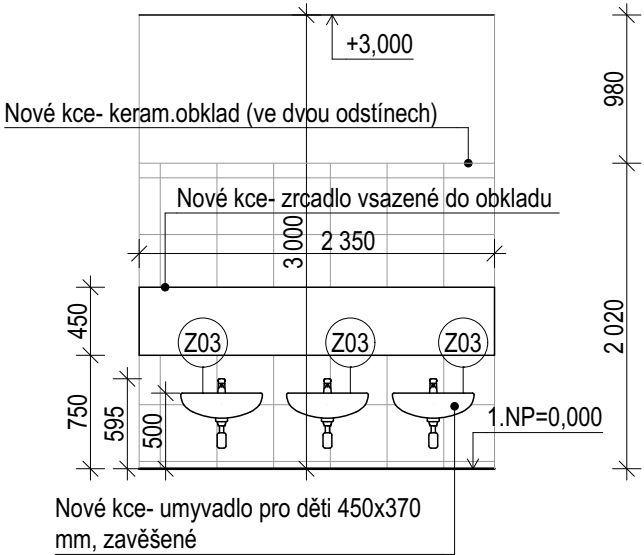 +3,000
980
Nové kce- keram.obklad (ve dvou odstínech)
Nové kce- zrcadlo vsazené do obkladu
3 000
2 350
2 020
450
Z03
Z03
Z03
750
595
500
1.NP=0,000
Nové kce- umyvadlo pro děti 450x370
mm, zavěšené